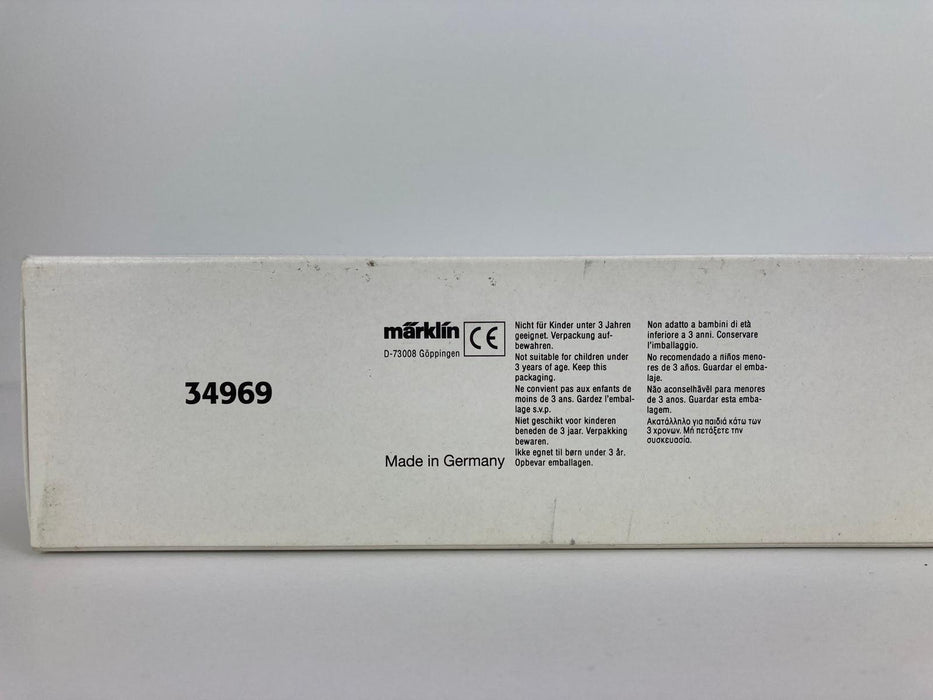 34969
märklin
CE
D-73008 Göppingen
Made in Germany
Nicht für Kinder unter 3 Jahren
geeignet. Verpackung auf-
bewahren.
Not suitable for children under
3 years of age. Keep this
packaging.
Ne convient pas aux enfants de
moins de 3 ans. Gardez l'embal-
lage s.v.p.
Niet geschikt voor kinderen
beneden de 3 jaar. Verpakking
bewaren.
Ikke egnet til børn under 3 år.
Opbevar emballagen.
Non adatto a bambini di età
inferiore a 3 anni. Conservare
l'imballaggio.
No recomendado a niños meno-
res de 3 años. Guardar el emba-
laje.
Não aconselhãvêl para menores
de 3 anos. Guardar esta emba-
lagem.
Ακατάλληλο για παιδιά κάτω των
3 χρονων. Μή πετάξετε την
συσκευασία.